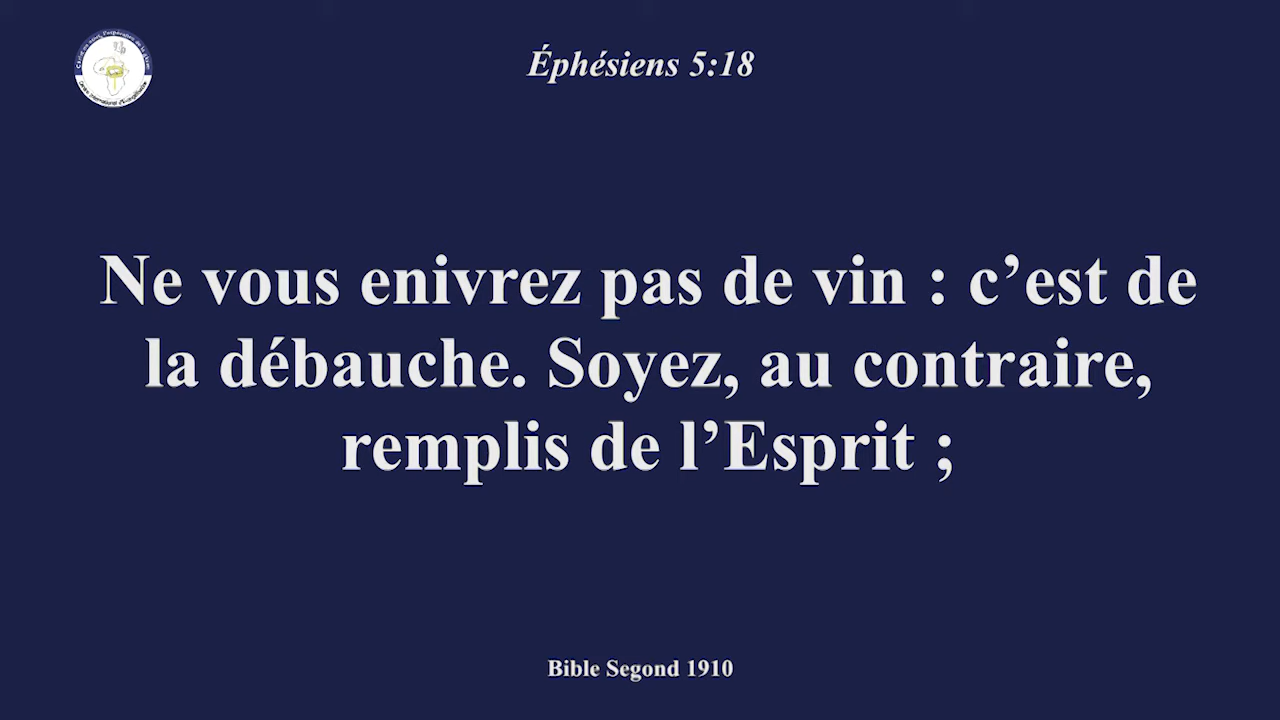 Éphésiens 5:18
Ne vous enivrez pas de vin : c’est de
la débauche. Soyez, au contraire,
remplis de l’Esprit ;
Bible Segond 1910